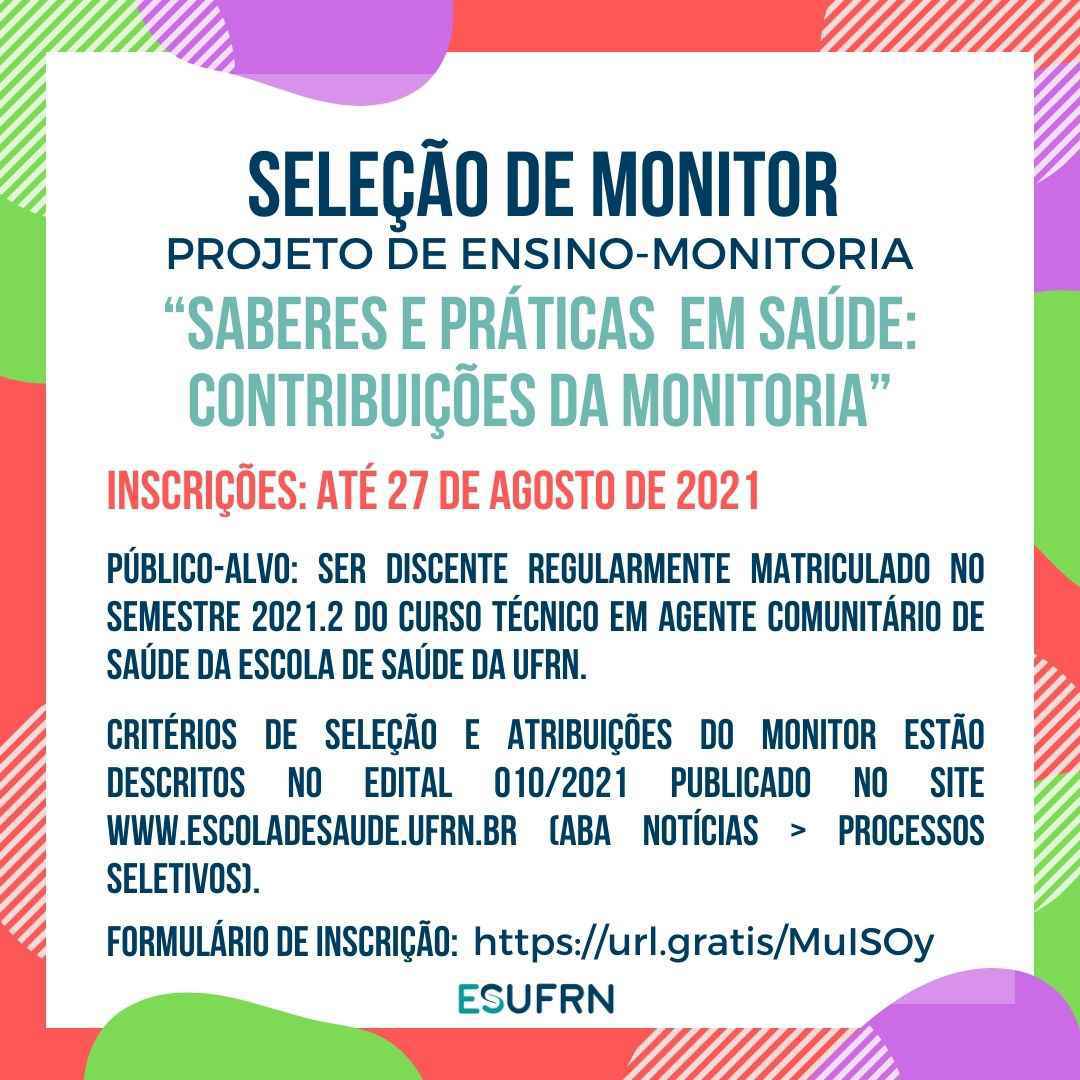 SELEÇÃO DE MONITOR
PROJETO DE ENSINO-MONITORIA
“SABERES E PRÁTICAS EM SAÚDE:
CONTRIBUIÇÕES DA MONITORIA”
INSCRIÇÕES: ATÉ 27 DE AGOSTO DE 2021
PÚBLICO-ALVO: SER DISCENTE REGULARMENTE MATRICULADO NO
SEMESTRE 2021.2 DO CURSO TÉCNICO EM AGENTE COMUNITÁRIO DE
SAÚDE DA ESCOLA DE SAÚDE DA UFRN.
CRITÉRIOS DE SELEÇÃO E ATRIBUIÇÕES DO MONITOR ESTÃO
DESCRITOS NO EDITAL 010/2021 PUBLICADO NO SITE
WWW.ESCOLADESAUDE.UFRN.BR (ABA NOTÍCIAS > PROCESSOS
SELETIVOS).
FORMULÁRIO DE INSCRIÇÃO: https://url.gratis/MuISOy
ESUFRN